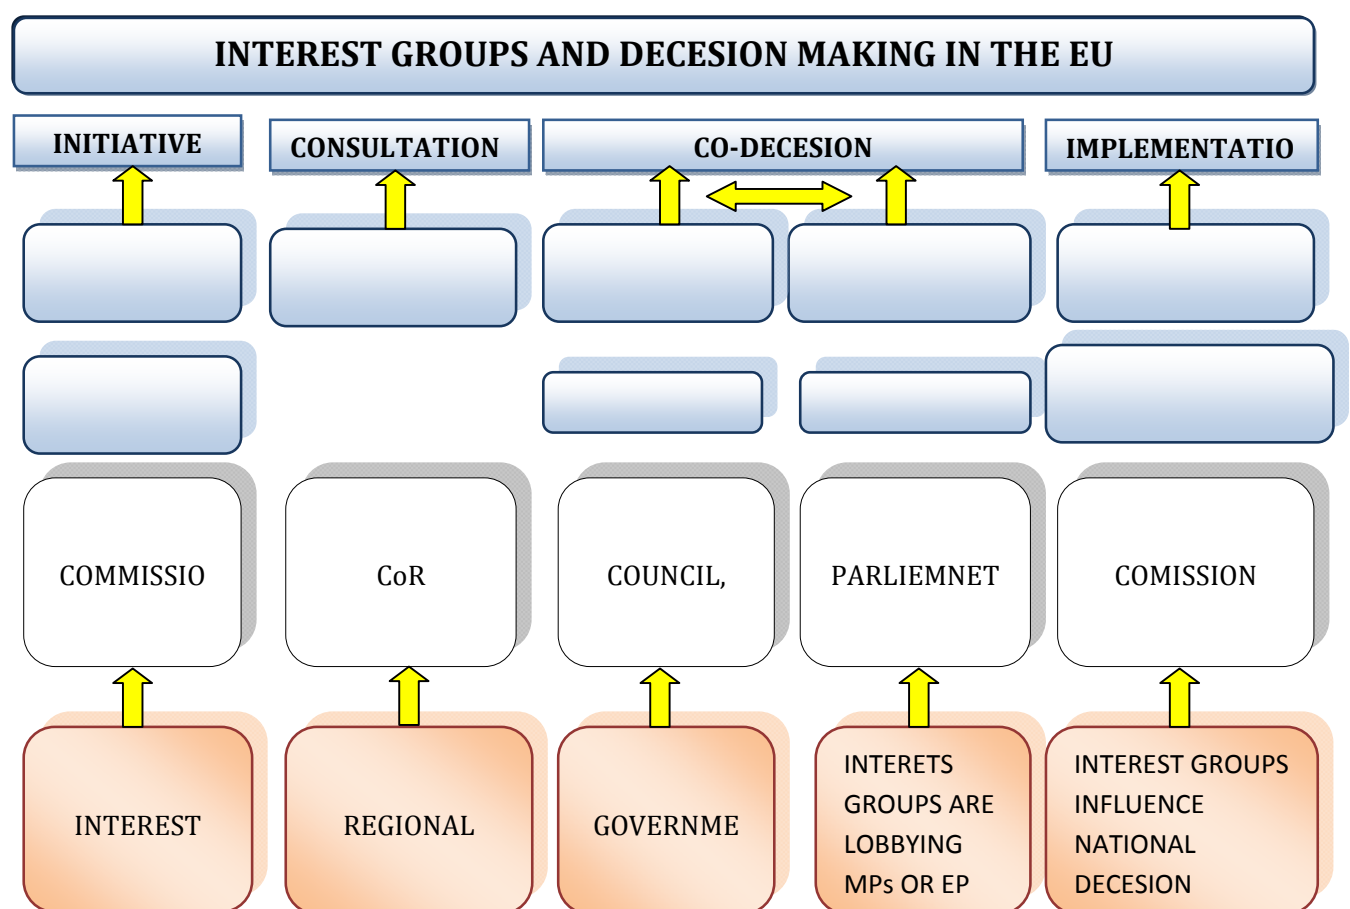 INTEREST GROUPS AND DECESION MAKING IN THE EU
INITIATIVE
CONSULTATION
CO-DECESION
IMPLEMENTATIO
COMMISSIO
CoR
COUNCIL,
PARLIEMNET
COMISSION
INTEREST
REGIONAL
GOVERNME
INTERETS
GROUPS ARE
LOBBYING
MPs OR EP
INTEREST GROUPS
INFLUENCE
NATIONAL
DECESION